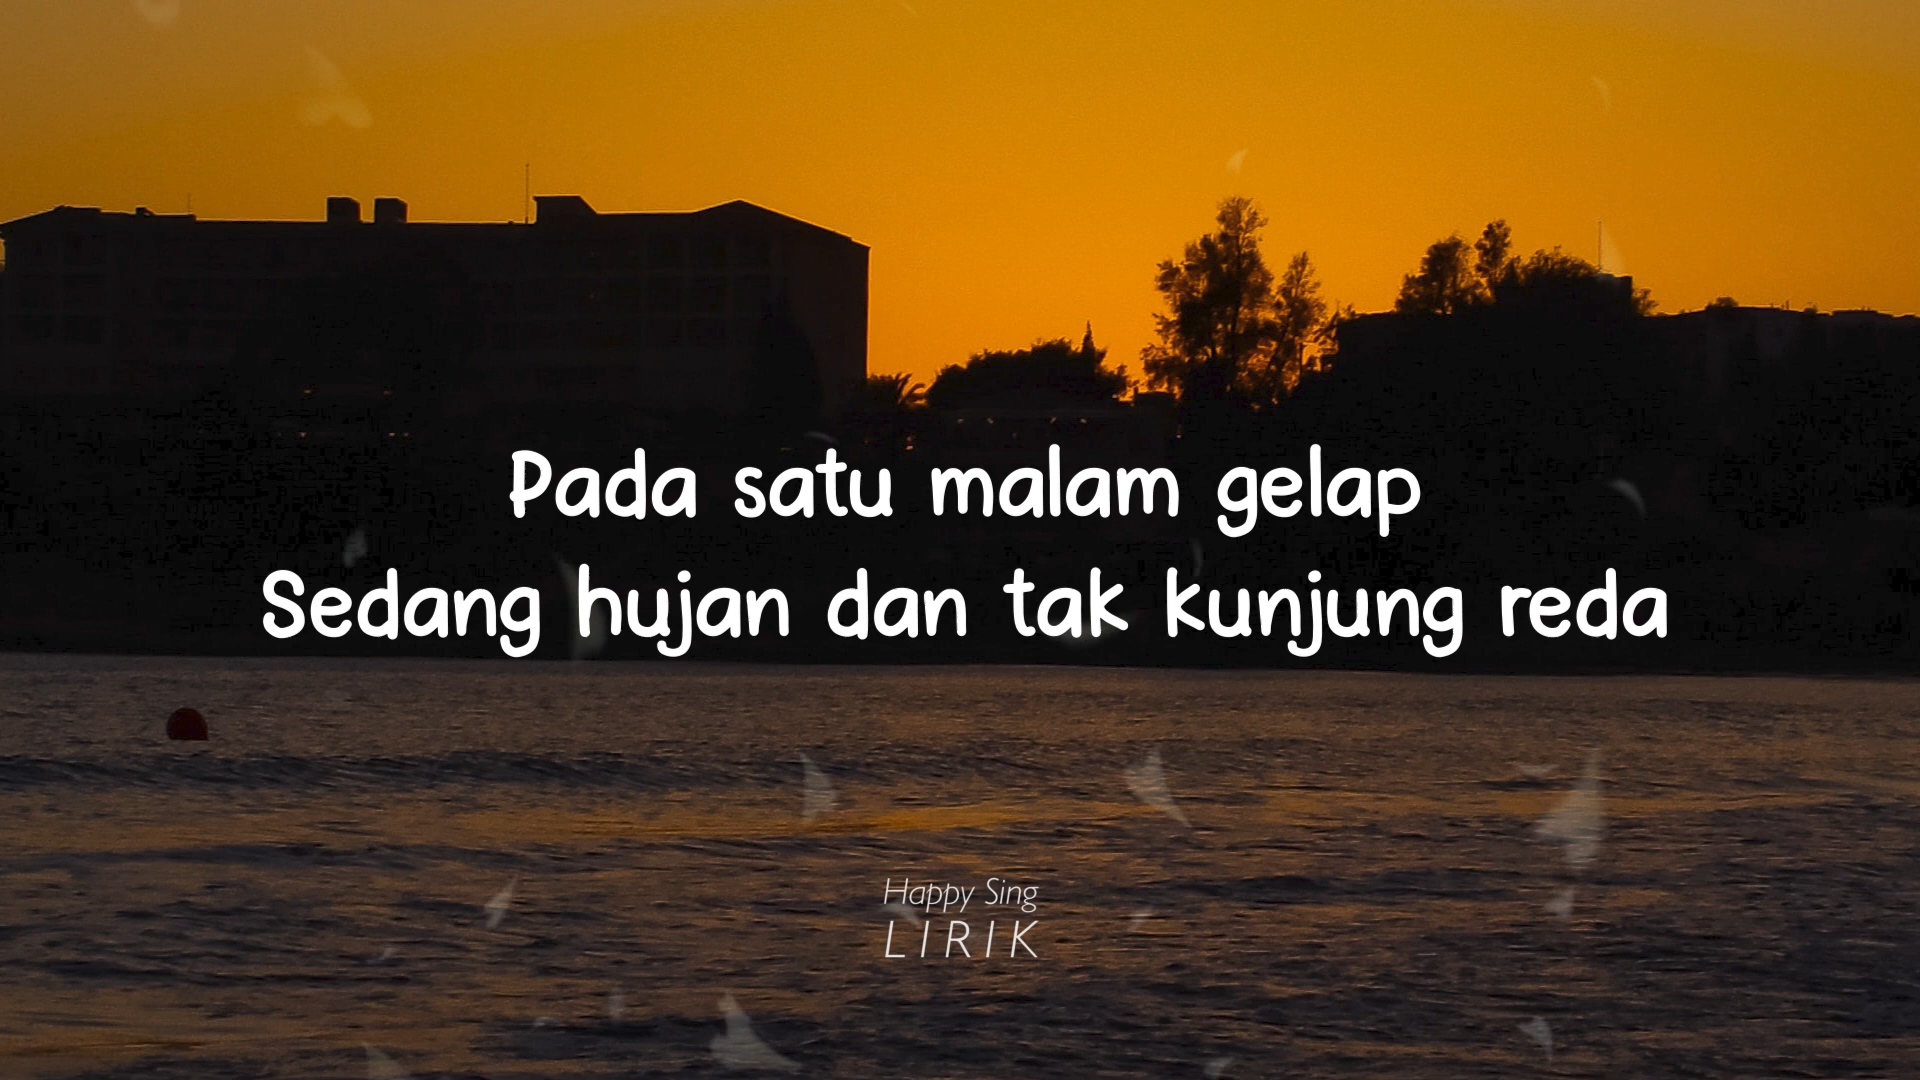 Pada satu malam gelap
Sedang hujan dan tak kunjung reda
Happy Sing
LIRIK